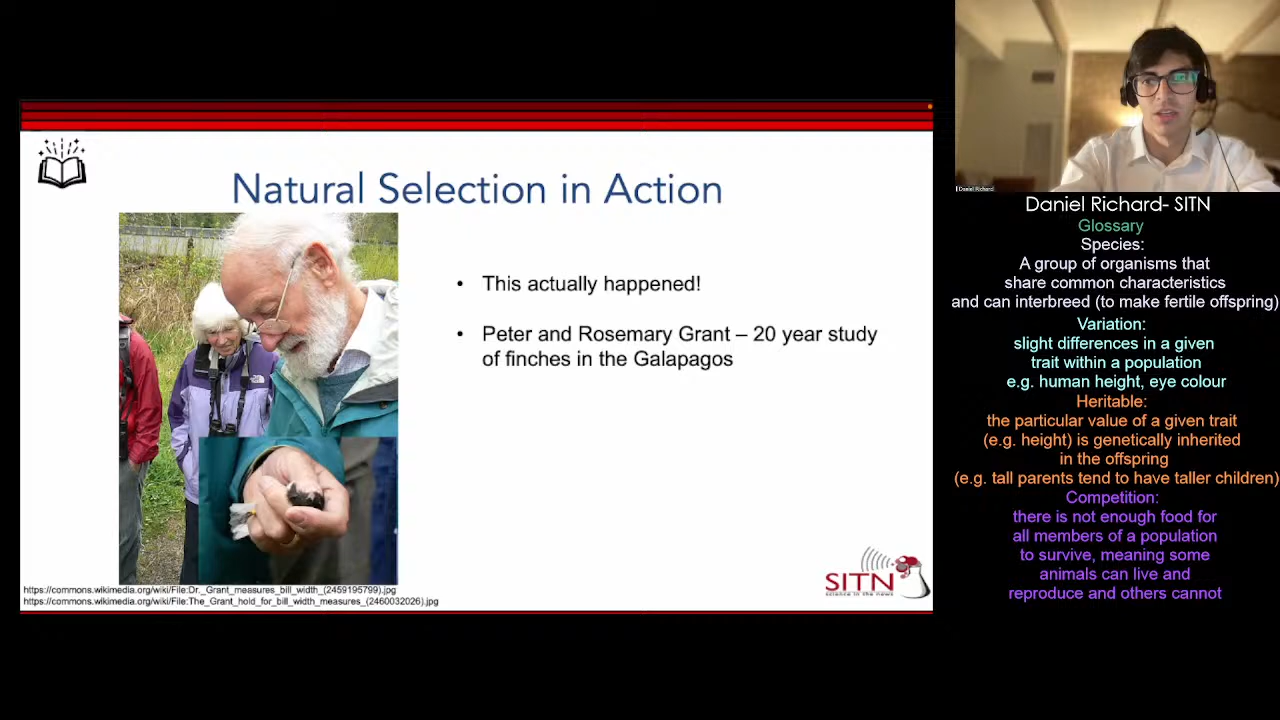 Natural Selection in Action
• This actually happened!
• Peter and Rosemary Grant – 20 year study
of finches in the Galapagos
https://commons.wikimedia.org/wiki/File:Dr._Grant_measures_bill_width_(2459195799).jpg
https://commons.wikimedia.org/wiki/File:The_Grant_hold_for_bill_width_measures_(2460032026).jpg
SITN
science in the news
Daniel Richard
Daniel Richard- SITN
Glossary
Species:
A group of organisms that
share common characteristics
and can interbreed (to make fertile offspring)
Variation:
slight differences in a given
trait within a population
e.g. human height, eye colour
Heritable:
the particular value of a given trait
(e.g. height) is genetically inherited
in the offspring
(e.g. tall parents tend to have taller children)
Competition:
there is not enough food for
all members of a population
to survive, meaning some
animals can live and
reproduce and others cannot